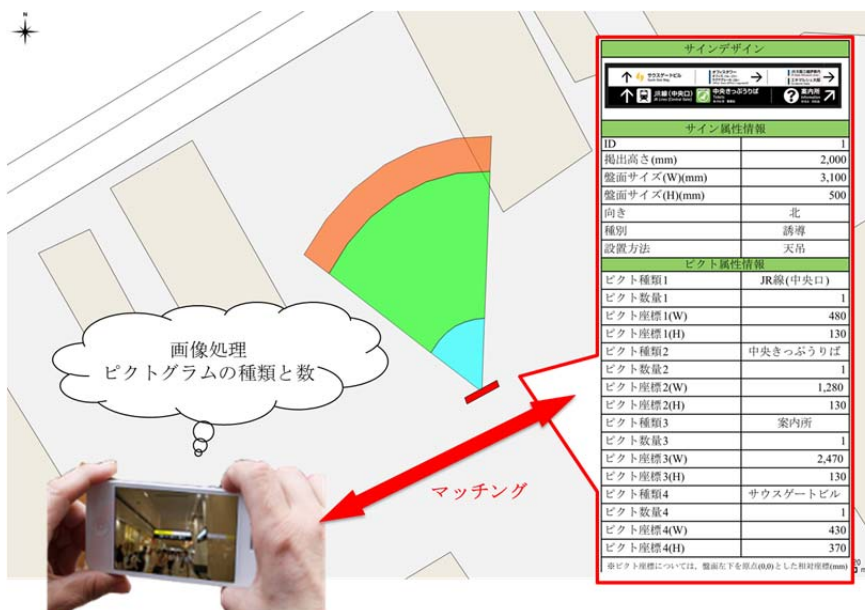 N
サインデザイン
サウスゲートビル
オフィスタワー
JR線(中央口)
中央きっぷうりば
案内所
サイン属性情報
ID 1
掲出高さ(mm) 2,000
盤面サイズ(W)(mm) 3,100
盤面サイズ(H)(mm) 500
向き 北
種別 誘導
設置方法 天吊
ピクト属性情報
ピクト種類1 JR線(中央口)
ピクト数量1 1
ピクト座標1(W) 480
ピクト座標1(H) 130
ピクト種類2 中央きっぷうりば
ピクト数量2 1
ピクト座標2(W) 1,280
ピクト座標2(H) 130
ピクト種類3 案内所
ピクト数量3 1
ピクト座標3(W) 2,470
ピクト座標3(H) 130
ピクト種類4 サウスゲートビル
ピクト数量4 1
ピクト座標4(W) 430
ピクト座標4(H) 370
※ピクト座標については，盤面左下を原点(0,0)とした相対座標(mm)
画像処理
ピクトグラムの種類と数
マッチング